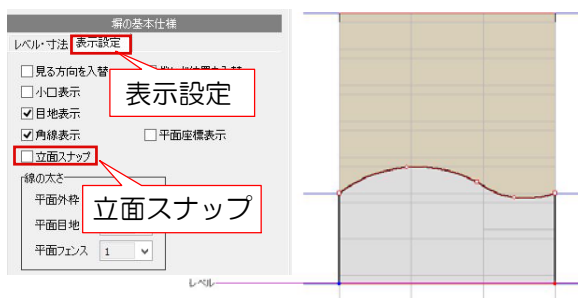 塀の基本仕様
レベル・寸法 表示設定
見る方向を入替
小口表示
表示設定
目地表示
角線表示 平面座標表示
立面スナップ
線の太さ
平面外枠
立面スナップ
平面目地
平面フェンス 1
レベル